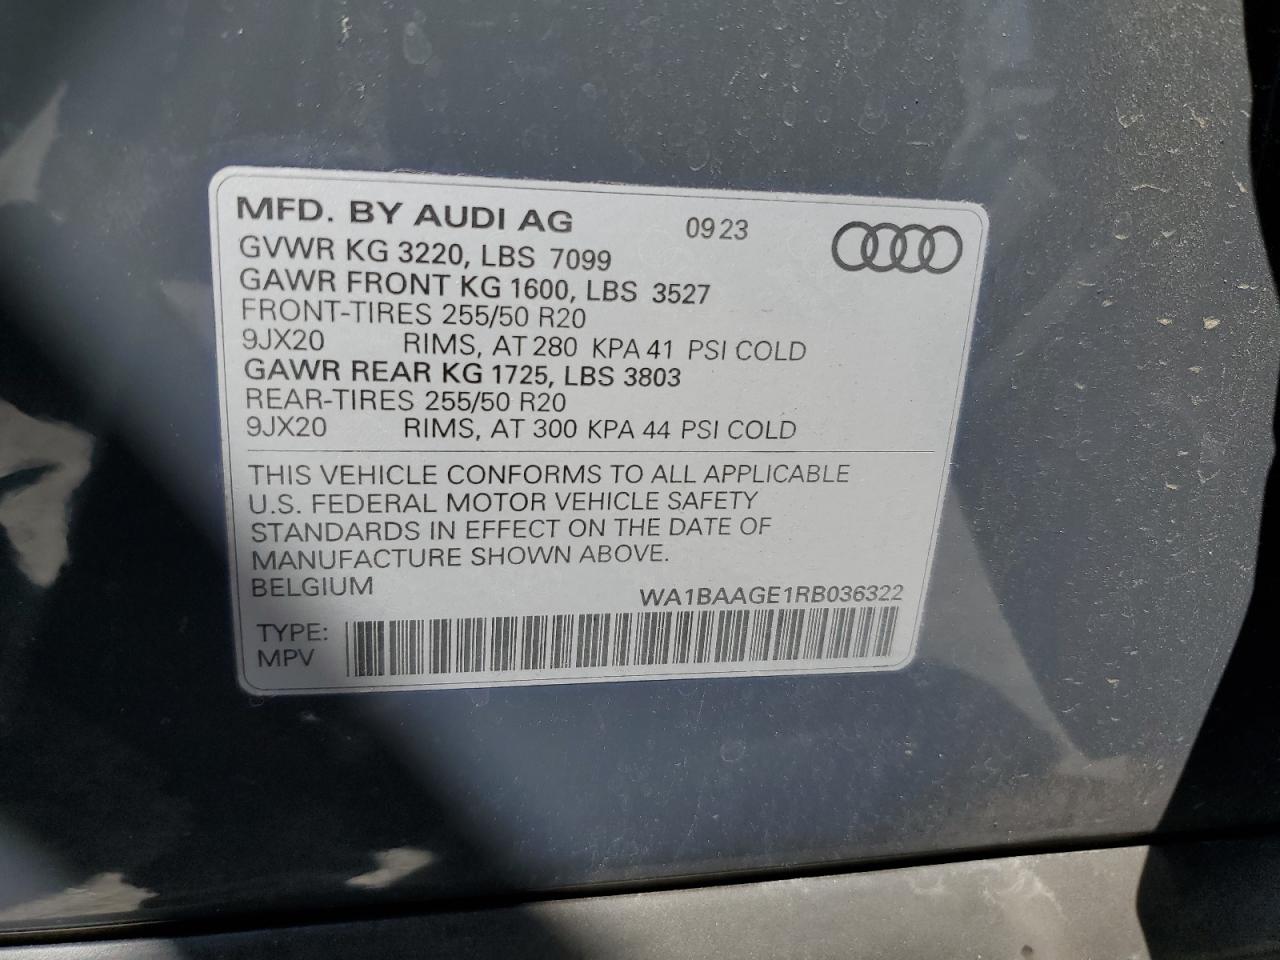 MFD. BY AUDI AG 09 23
GVWR KG 3220, LBS 7099
GAWR FRONT KG 1600, LBS 3527
FRONT-TIRES 255/50 R20
9JX20 RIMS, AT 280 KPA 41 PSI COLD
GAWR REAR KG 1725, LBS 3803
REAR-TIRES 255/50 R20
9JX20 RIMS, AT 300 KPA 44 PSI COLD
THIS VEHICLE CONFORMS TO ALL APPLICABLE
U.S. FEDERAL MOTOR VEHICLE SAFETY
STANDARDS IN EFFECT ON THE DATE OF
MANUFACTURE SHOWN ABOVE.
BELGIUM WA1BAAGE1RB036322
TYPE:
MPV